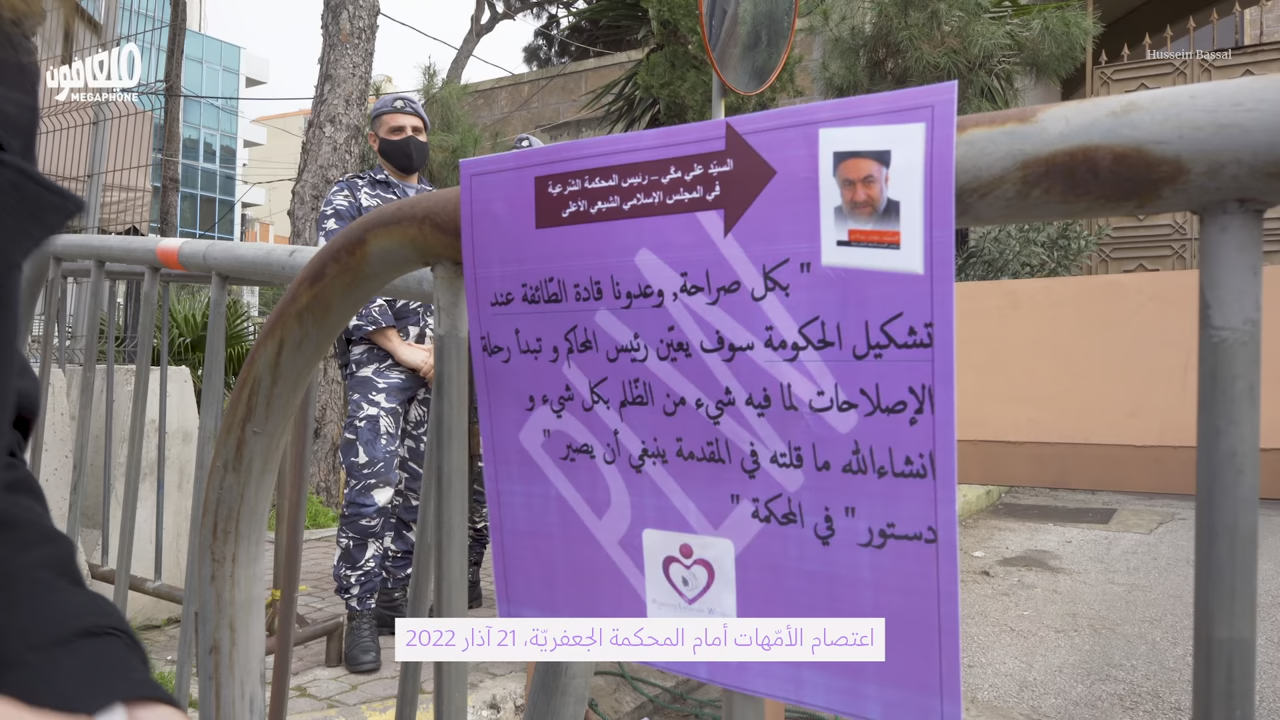 ميغافون
MEGAPHONE
Hussein Bassal
السيّد علي مكّي – رئيس المحكمة الشرعية
في المجلس الإسلامي الشيعي الأعلى
" بكل صراحة, وعدونا قادة الطّائفة عند
تشكيل الحكومة سوف يعيّن رئيس المحاكم و تبدأ رحلة
الإصلاحات لما فيه شيء من الظّلم بكل شيء و
انشاءالله ما قلته في المقدمة ينبغي أن يصير "
دستور" في المحكمة "
PLW
اعتصام الأمّهات أمام المحكمة الجعفريّة، 21 آذار 2022